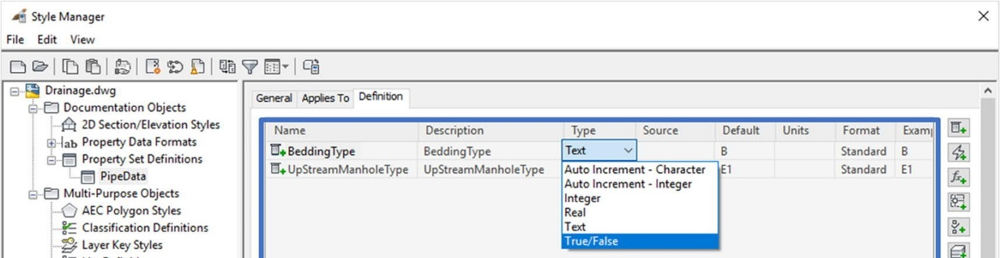 Style Manager
File Edit View
Drainage.dwg
Documentation Objects
2D Section/Elevation Styles
Property Data Formats
Property Set Definitions
PipeData
Multi-Purpose Objects
AEC Polygon Styles
Classification Definitions
Layer Key Styles
General Applies To Definition
Name Description Type Source Default Units Format Examp
BeddingType BeddingType Text B Standard B
UpStreamManholeType UpStreamManholeType E1 Standard E1
Auto Increment - Character
Auto Increment - Integer
Integer
Real
Text
True/False